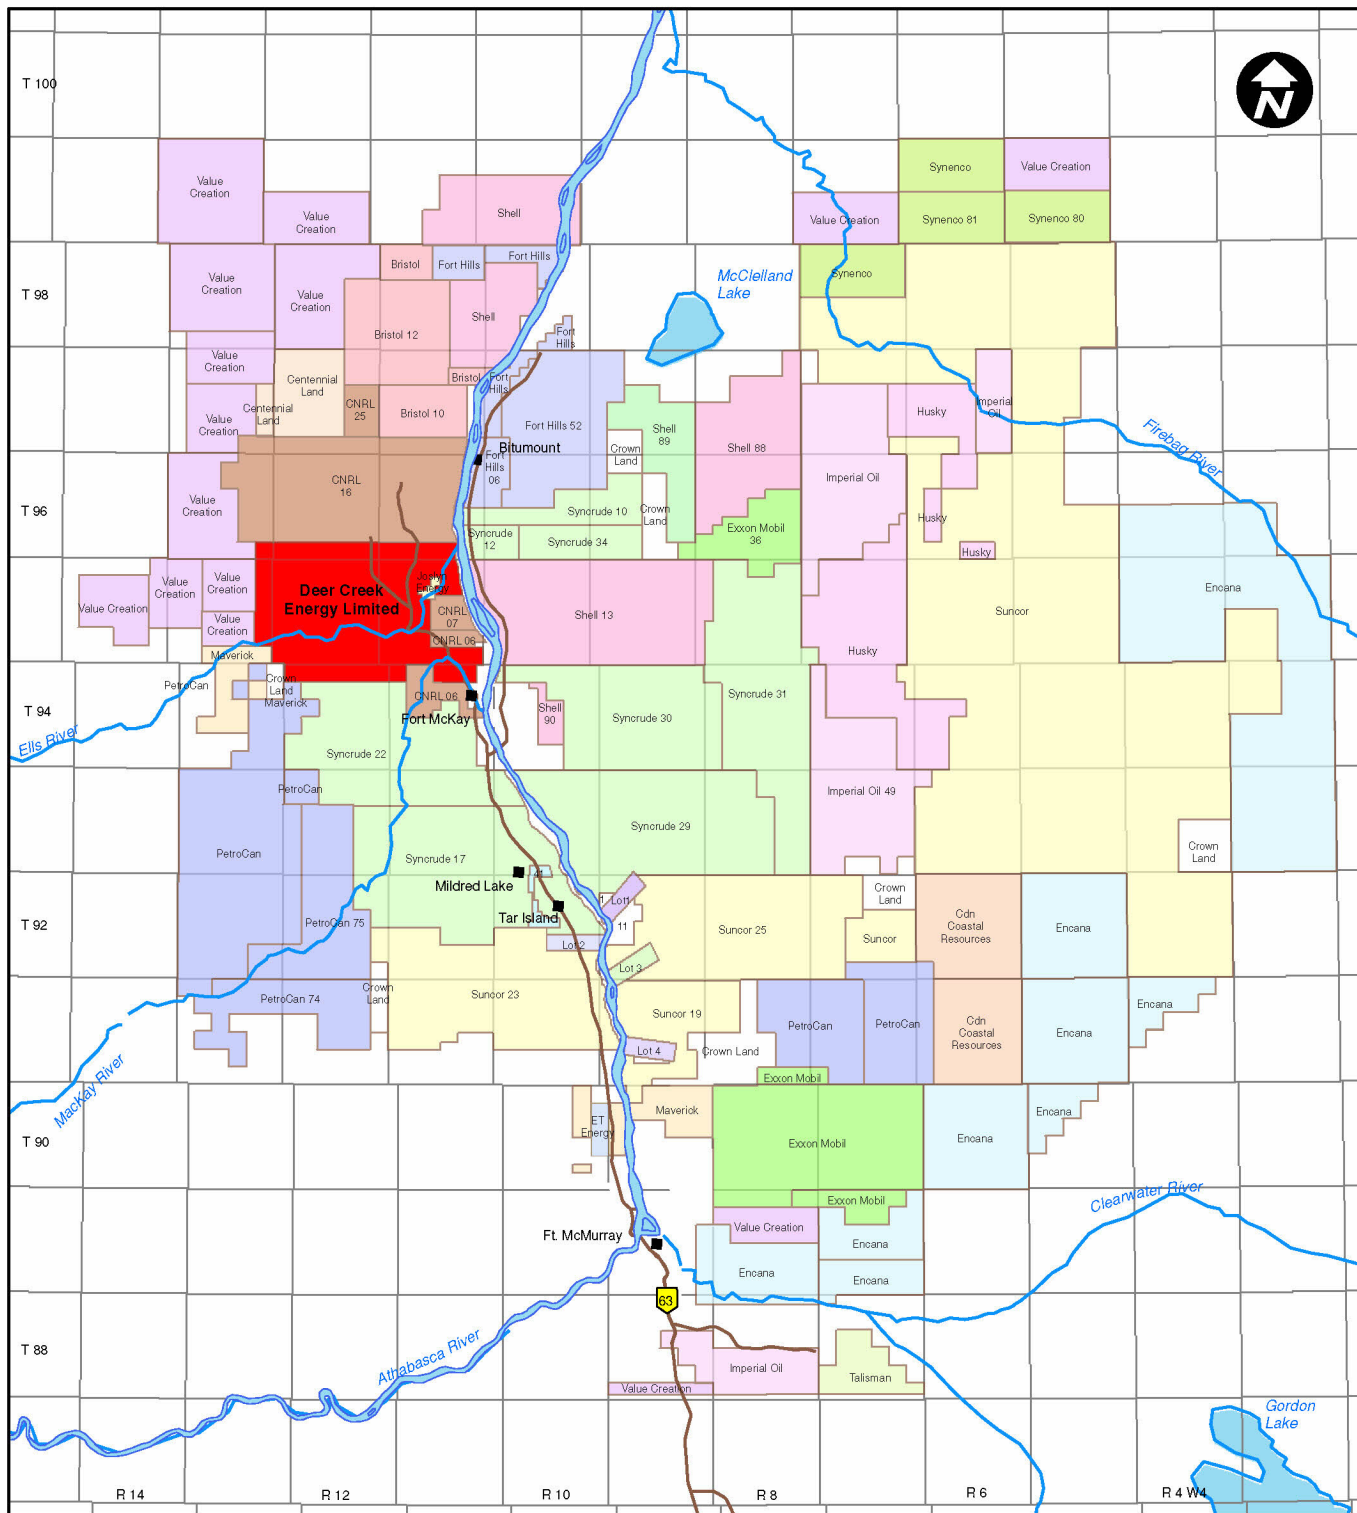 T 100
N
Synenco
Value Creation
Value
Creation
Value
Creation
Shell
Value Creation
Synenco 81
Synenco 80
Bristol
Fort Hills
Fort Hills
Value
Creation
Value
Creation
McClelland
Lake
Synenco
T 98
Shell
Bristol 12
Fort
Hills
Value
Creation
Centennial
Land
Bristol
Fort
Hills
CNRL
25
Bristol 10
Centennial
Land
Value
Creation
Fort Hills 52
Shell
89
Husky
Imperial
Oil
Firebag River
Bitumount
Crown
Land
Shell 88
Fort
Hills
06
CNRL
16
Imperial Oil
Value
Creation
T 96
Syncrude 10
Crown
Land
Husky
Syncrude
12
Syncrude 34
Exxon Mobil
36
Husky
Value
Creation
Value
Creation
Value Creation
Deer Creek
Energy Limited
Joslyn
Energy
Encana
CNRL
07
Shell 13
Suncor
Value
Creation
CNRL 06
Maverick
Husky
PetroCan
Crown
Land
Maverick
CNRL 06
Syncrude 31
T 94
Fort McKay
Shell
90
Syncrude 30
Ells River
Syncrude 22
PetroCan
Imperial Oil 49
Syncrude 29
PetroCan
Syncrude 17
Crown
Land
Mildred Lake
41
Lot1
Crown
Land
Tar Island
11
T 92
PetroCan 75
Suncor 25
Suncor
Cdn
Coastal
Resources
Encana
Lot 2
Lot 3
Crown
Land
PetroCan 74
Suncor 23
Suncor 19
PetroCan
PetroCan
Cdn
Coastal
Resources
Encana
Encana
Lot 4
Crown Land
MacKay River
Exxon Mobil
ET
Energy
Maverick
T 90
Exxon Mobil
Encana
Encana
Exxon Mobil
Clearwater River
Value Creation
Ft. McMurray
Encana
Encana
Encana
63
T 88
Athabasca River
Imperial Oil
Talisman
Value Creation
Gordon
Lake
R 14
R 12
R 10
R 8
R 6
R 4 W4